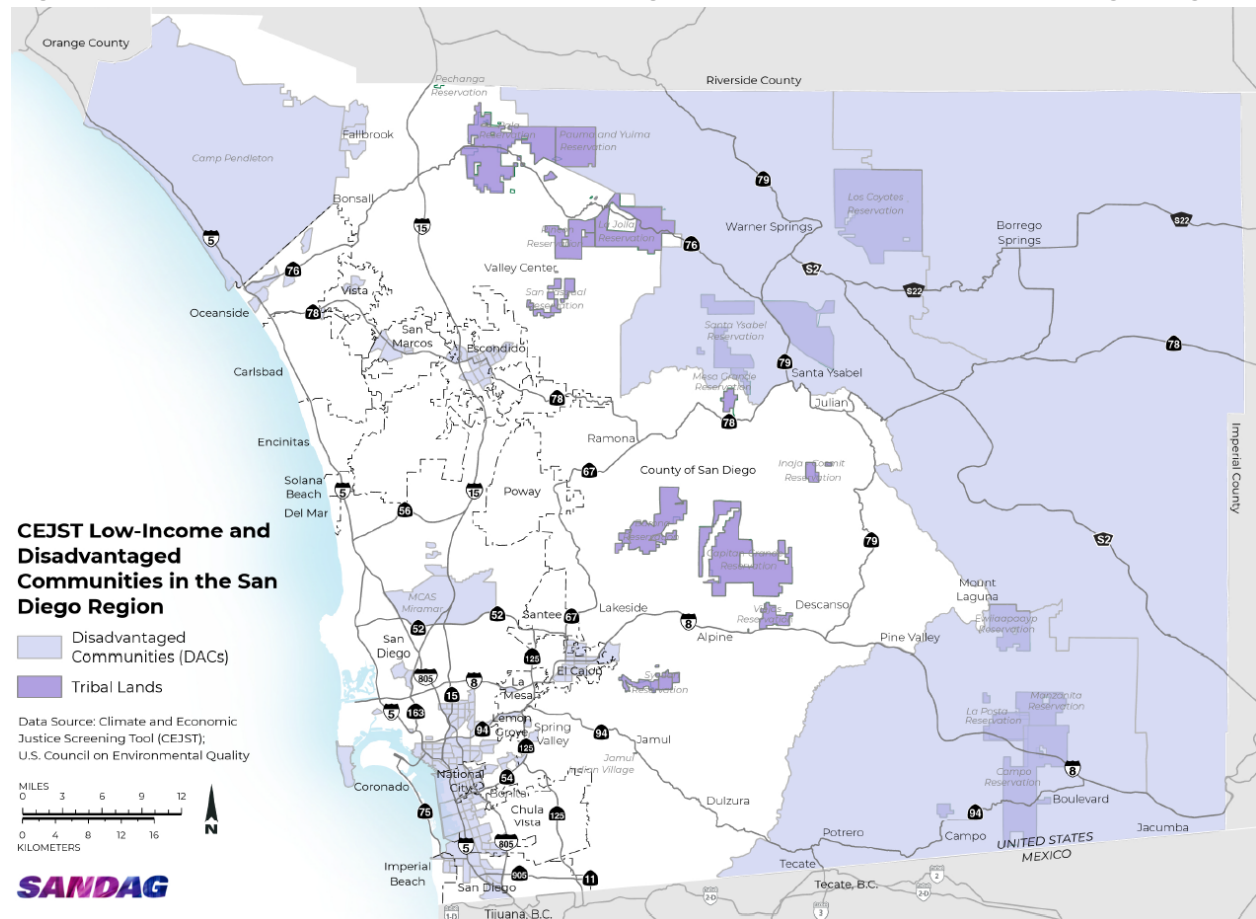 Orange County
Riverside County
Pechanga
Reservation
Fallbrook
Camp Pendleton
Reservation
Pauma and Yuima
Reservation
Bonsall
79
Los Coyotes
Reservation
5
15
Warner Springs
Borrego
Springs
S22
La Jolla
Reservation
76
Reservation
76
Valley Center
S2
S22
Vista
San Pasqual
Reservation
Oceanside
78
San
Marcos
Escondido
Santa Ysabel
Reservation
78
Carlsbad
79
Santa Ysabel
Mesa Grande
Reservation
78
Julian
78
Encinitas
Ramona
Imperial County
67
County of San Diego
Reservation
Solana
Beach
5
15
Poway
Del Mar
56
CEJST Low-Income and
Disadvantaged
Communities in the San
Diego Region
Reservation
79
S2
Capitan Grande
Reservation
Disadvantaged
Communities (DACs)
Tribal Lands
MCAS
Miramar
Mount
Laguna
52
Santee
67
Lakeside
Viejas
Reservation
Descanso
Ewiiaapaayp
Reservation
52
San
Diego
8
Alpine
Pine Valley
125
El Cajon
805
8
La
Mesa
15
Reservation
Data Source: Climate and Economic
Justice Screening Tool (CEJST);
U.S. Council on Environmental Quality
Manzanita
Reservation
La Posta
Reservation
5
163
Lemon
Grove
94
Spring
Valley
94
125
Jamul
Jamul
Indian Village
8
Campo
Reservation
National
City
54
Bonita
MILES
0 3 6 9 12
N
0 4 8 12 16
KILOMETERS
Coronado
75
Chula
Vista
125
Dulzura
Boulevard
94
Potrero
Campo
Jacumba
5
805
UNITED STATES
MEXICO
Imperial
Beach
Tecate
905
11
San Diego
SANDAG
Tecate, B.C.
2
2-D
2-D
3
1-D
Tijuana, B.C.